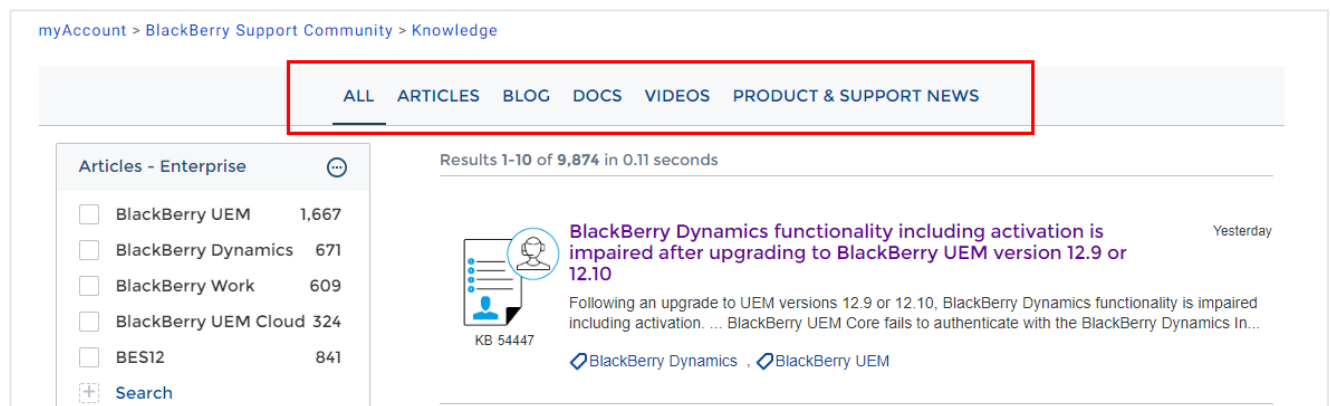 myAccount > BlackBerry Support Community > Knowledge
ALL ARTICLES BLOG DOCS VIDEOS PRODUCT & SUPPORT NEWS
Articles - Enterprise
BlackBerry UEM 1,667
BlackBerry Dynamics 671
BlackBerry Work 609
BlackBerry UEM Cloud 324
BES12 841
Search
Results 1-10 of 9,874 in 0.11 seconds
KB 54447
BlackBerry Dynamics functionality including activation is
impaired after upgrading to BlackBerry UEM version 12.9 or
12.10
Yesterday
Following an upgrade to UEM versions 12.9 or 12.10, BlackBerry Dynamics functionality is impaired
including activation. ... BlackBerry UEM Core fails to authenticate with the BlackBerry Dynamics In...
BlackBerry Dynamics , BlackBerry UEM